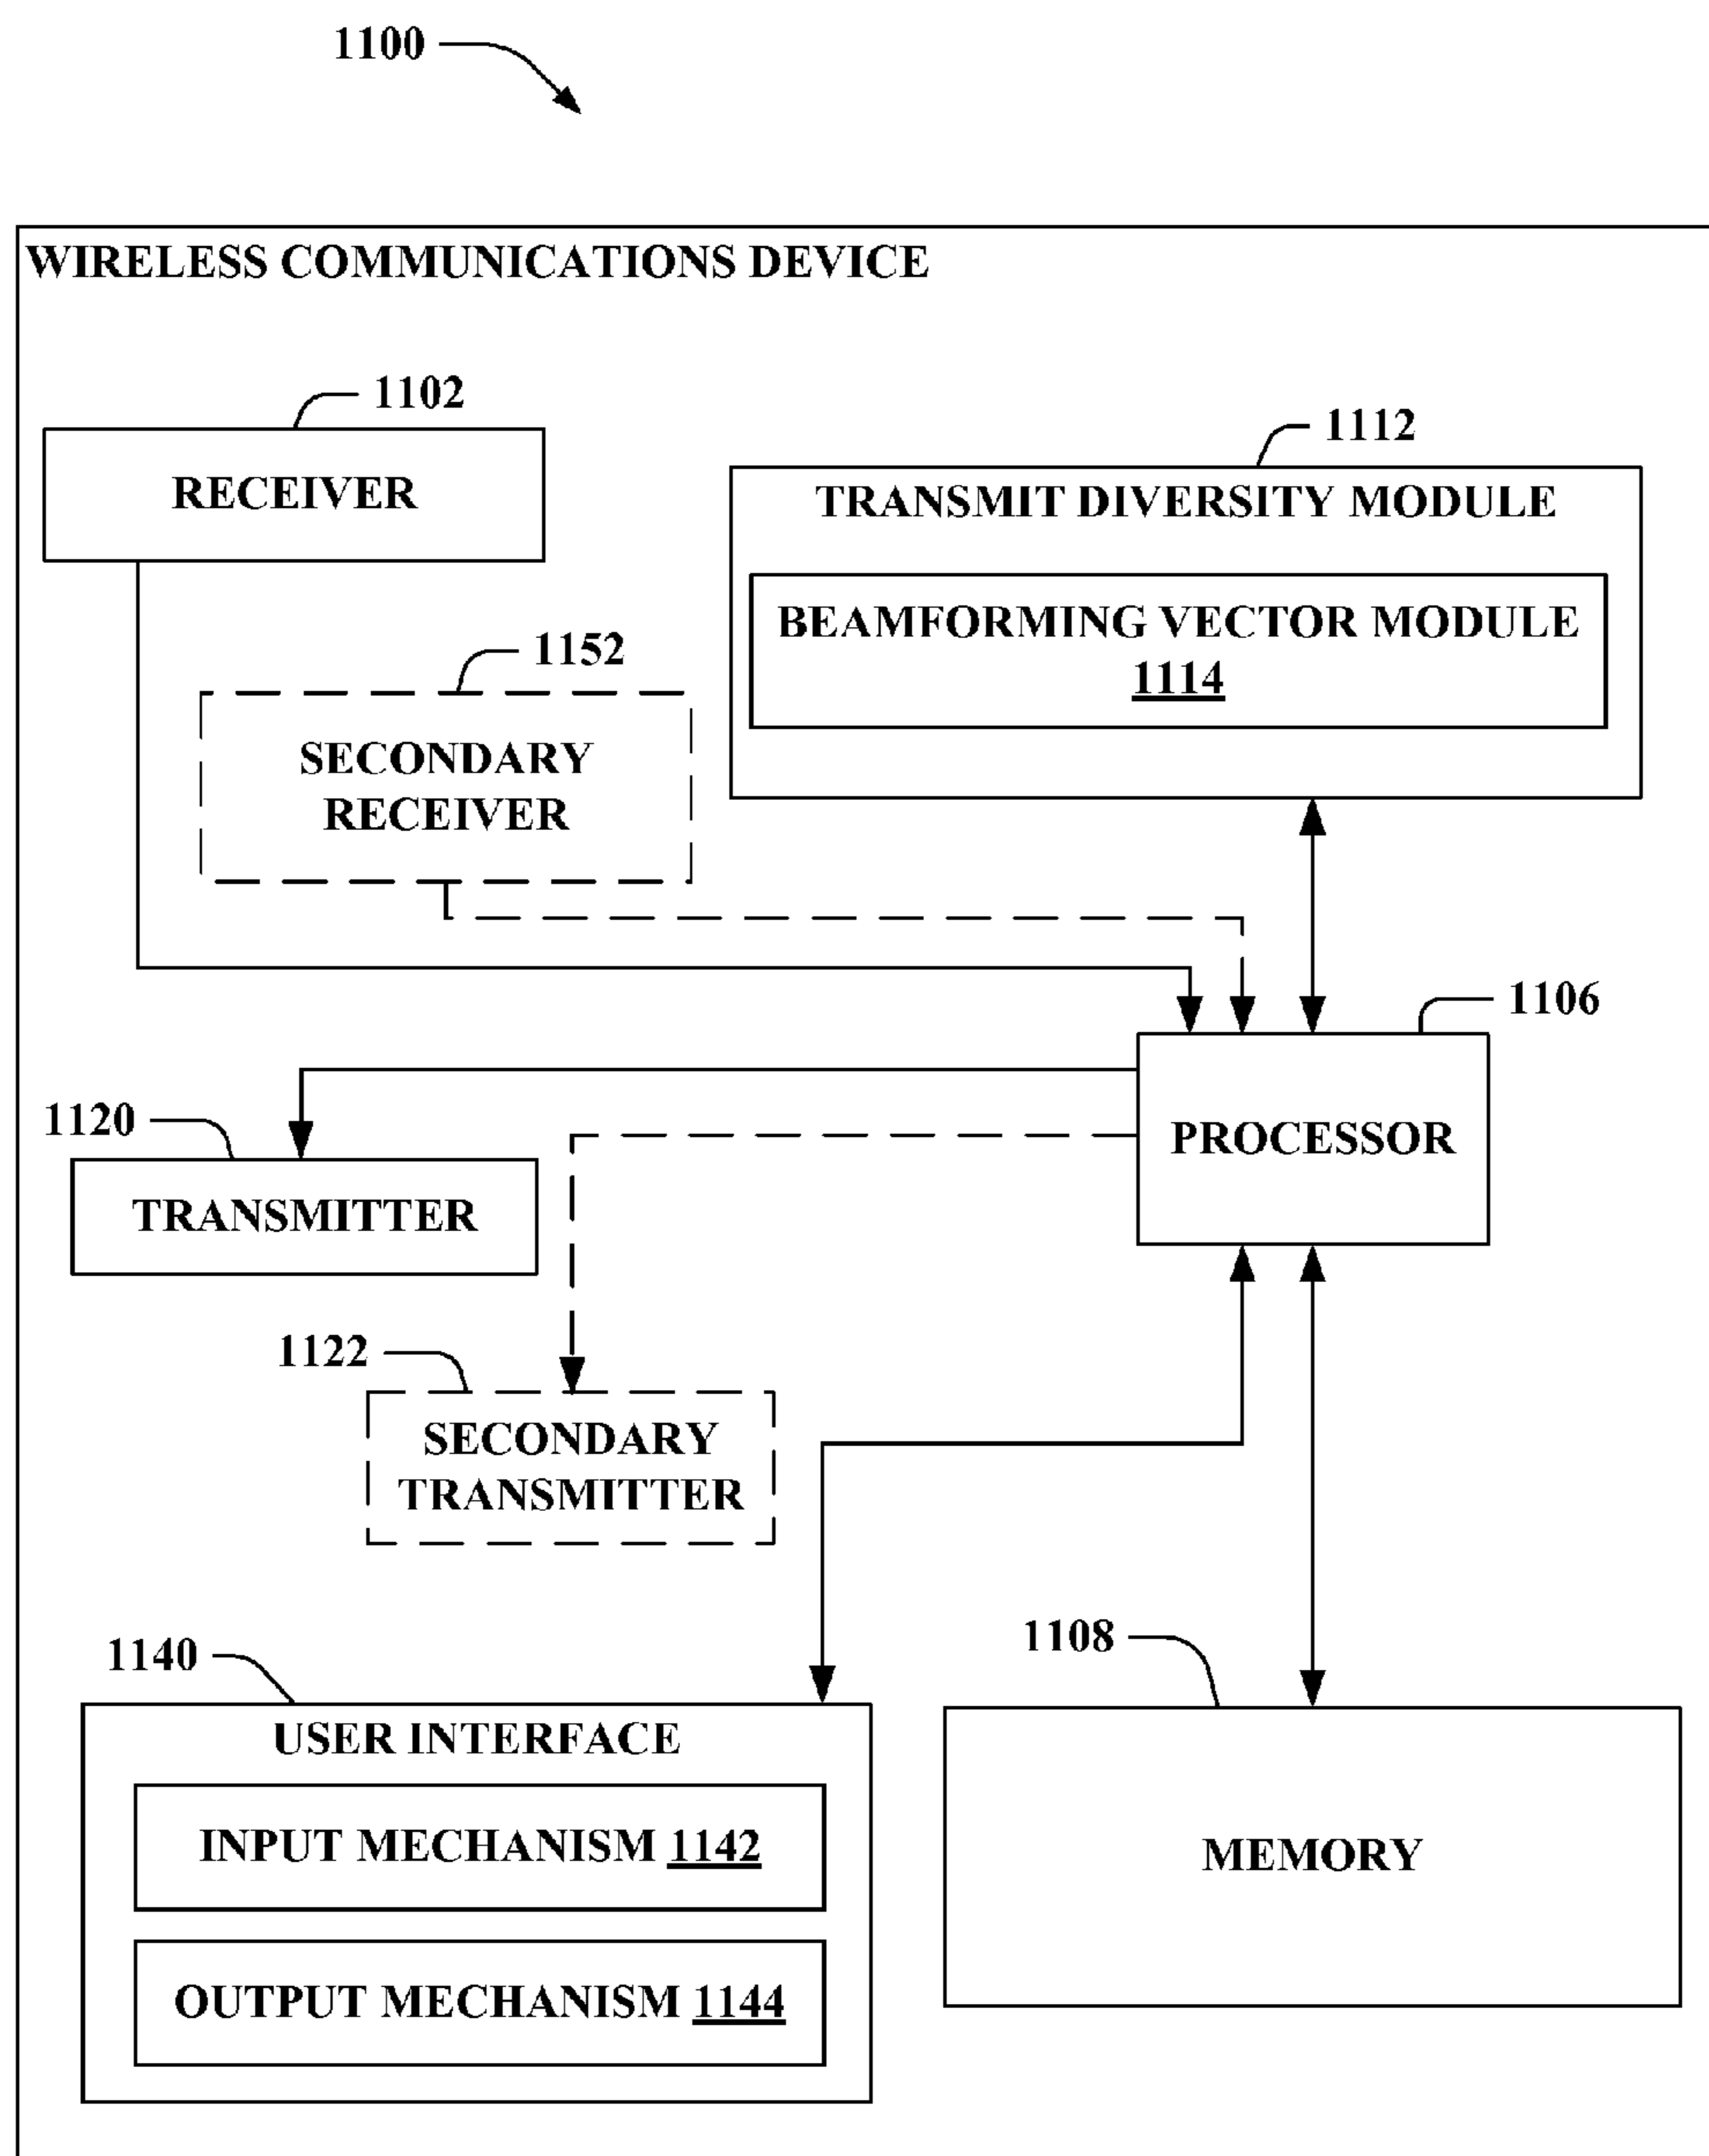 1100
WIRELESS COMMUNICATIONS DEVICE
1102
RECEIVER
1112
TRANSMIT DIVERSITY MODULE
BEAMFORMING VECTOR MODULE
1114
1152
SECONDARY
RECEIVER
1106
PROCESSOR
1120
TRANSMITTER
1122
SECONDARY
TRANSMITTER
1140
USER INTERFACE
INPUT MECHANISM 1142
OUTPUT MECHANISM 1144
1108
MEMORY